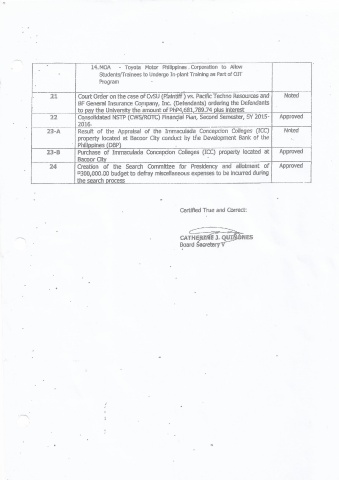 14.MOA - Toyota Motor Philippines Corporation to Allow
Students/Trainees to Undergo In-plant Training as Part of OJT
Program
21 Court Order on the case of CvSU (Plaintiff) vs. Pacific Techno Resources and Noted
BF General Insurance Company, Inc. (Defendants) ordering the Defendants
to pay the University the amount of PhP4,681,789.74 plus interest
22 Consolidated NSTP (CWS/ROTC) Financial Plan, Second Semester, SY 2015- Approved
2016.
23-A Result of the Appraisal of the Immaculada Concepcion Colleges (ICC) Noted
property located at Bacoor City conduct by the Development Bank of the
Philippines (DBP)
23-B Purchase of Immaculada Concepcion Colleges (ICC) property located at Approved
Bacoor City
24 Creation of the Search Committee for Presidency and allotment of Approved
300,000.00 budget to defray miscellaneous expenses to be incurred during
the search process
Certified True and Correct:
CATHERINE J. QUIÑONES
Board Secretary V